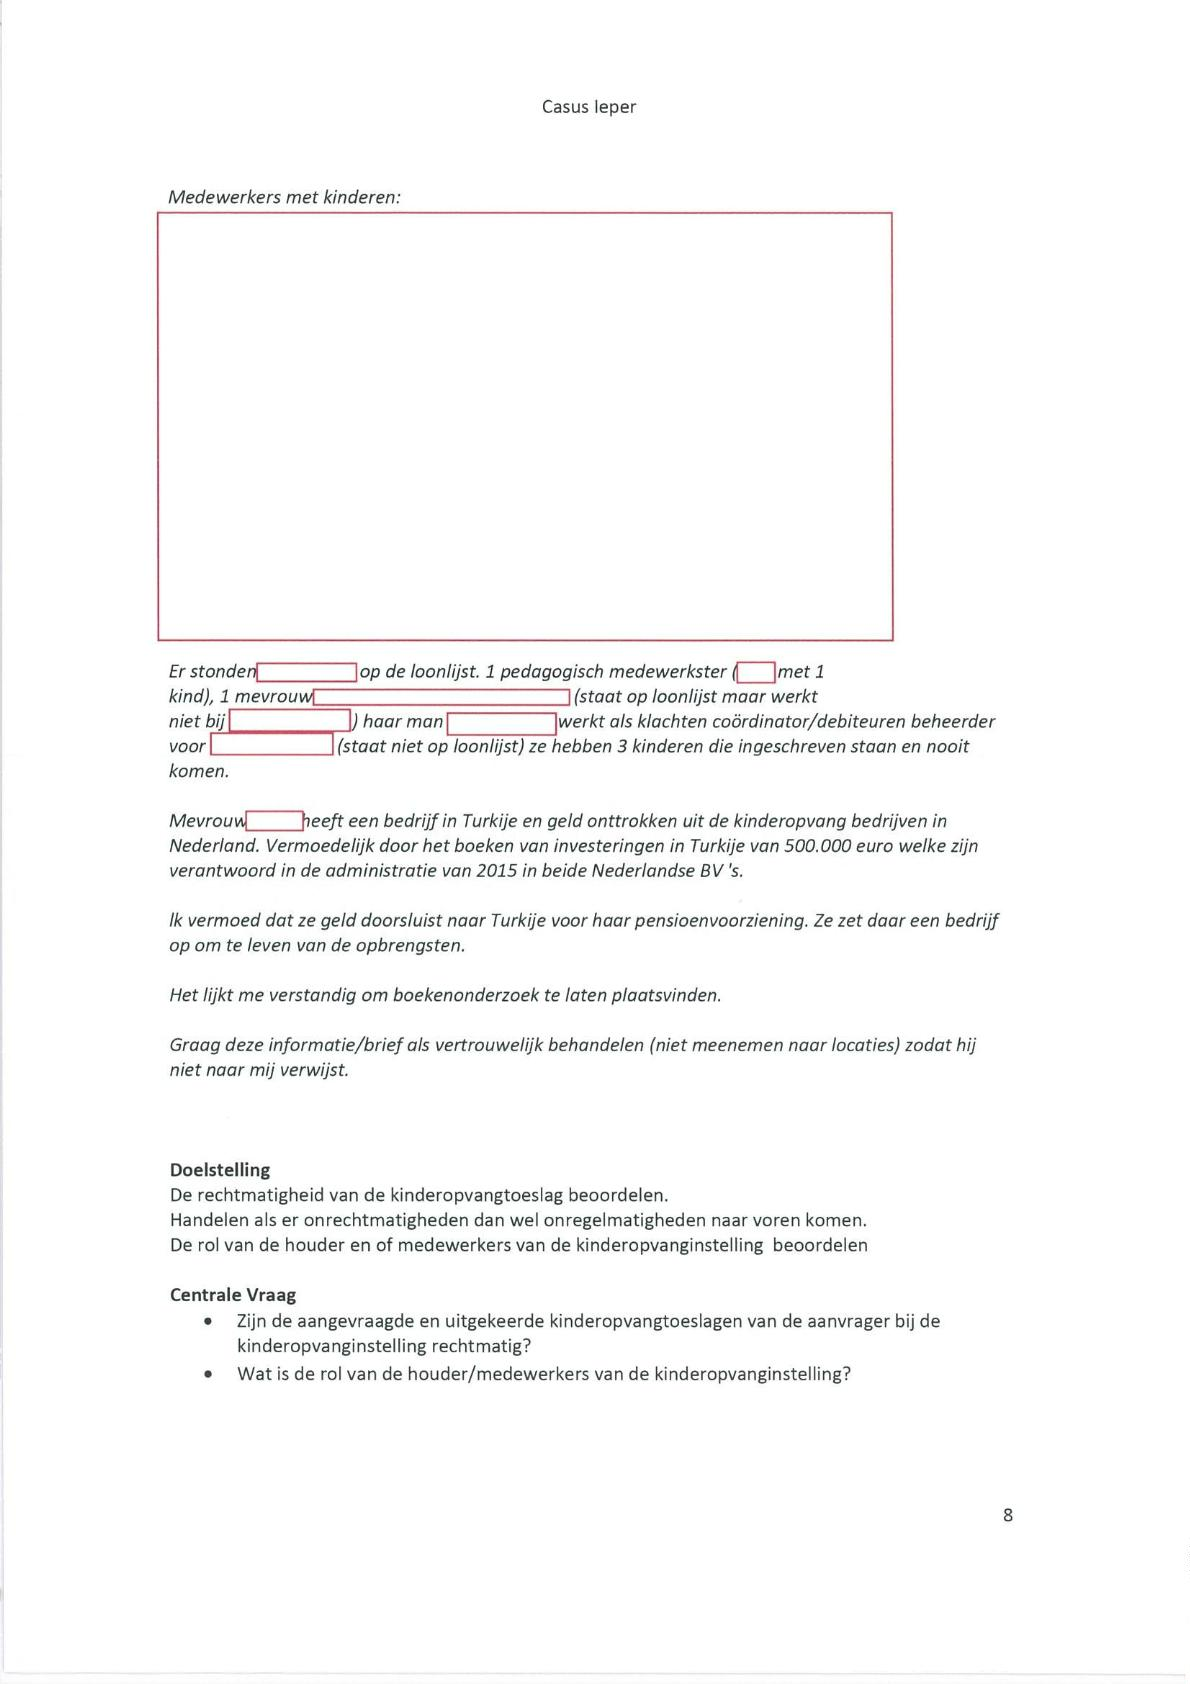 Casus Ieper
Medewerkers met kinderen:
Er stonden op de loonlijst. 1 pedagogisch medewerkster ( met 1
kind), 1 mevrouw (staat op loonlijst maar werkt
niet bij ) haar man werkt als klachten coördinator/debiteuren beheerder
voor (staat niet op loonlijst) ze hebben 3 kinderen die ingeschreven staan en nooit
komen.
Mevrouw heeft een bedrijf in Turkije en geld onttrokken uit de kinderopvang bedrijven in
Nederland. Vermoedelijk door het boeken van investeringen in Turkije van 500.000 euro welke zijn
verantwoord in de administratie van 2015 in beide Nederlandse BV 's.
Ik vermoed dat ze geld doorsluist naar Turkije voor haar pensioenvoorziening. Ze zet daar een bedrijf
op om te leven van de opbrengsten.
Het lijkt me verstandig om boekenonderzoek te laten plaatsvinden.
Graag deze informatie/brief als vertrouwelijk behandelen (niet meenemen naar locaties) zodat hij
niet naar mij verwijst.
Doelstelling
De rechtmatigheid van de kinderopvangtoeslag beoordelen.
Handelen als er onrechtmatigheden dan wel onregelmatigheden naar voren komen.
De rol van de houder en of medewerkers van de kinderopvanginstelling beoordelen
Centrale Vraag
• Zijn de aangevraagde en uitgekeerde kinderopvangtoeslagen van de aanvrager bij de
kinderopvanginstelling rechtmatig?
• Wat is de rol van de houder/medewerkers van de kinderopvanginstelling?
8